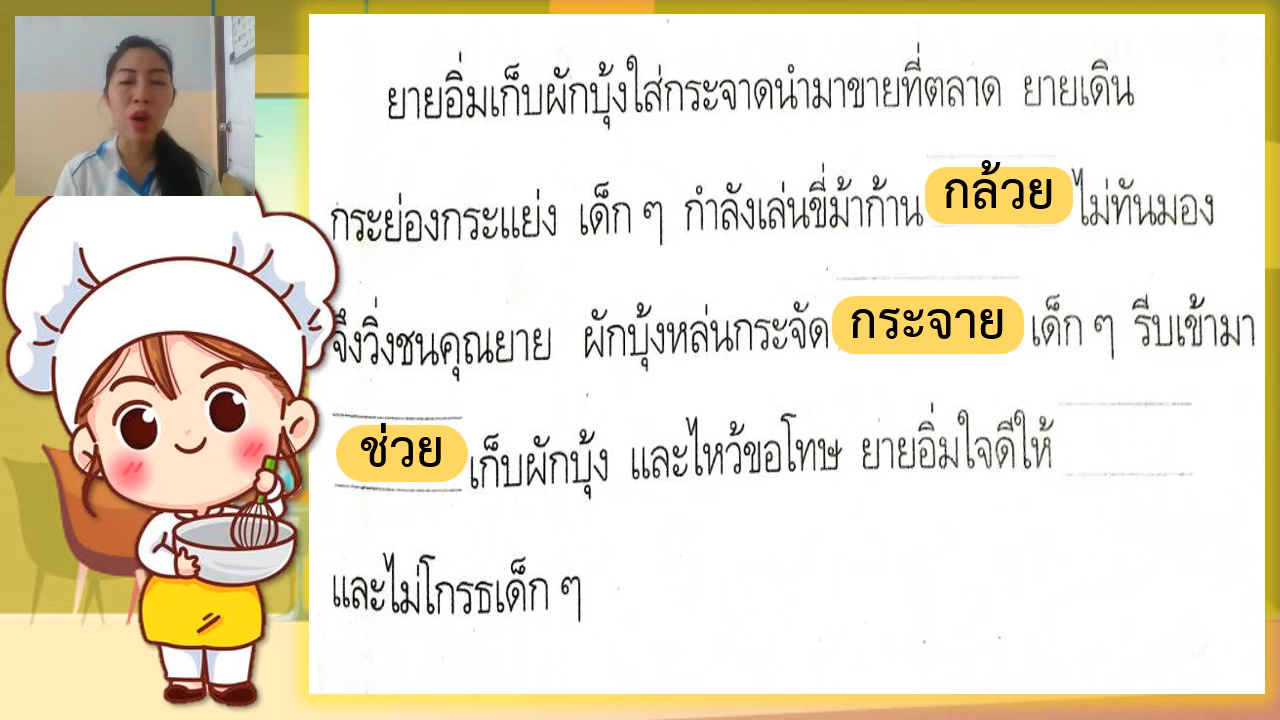 ยายอิ่มเก็บผักบุ้งใส่กระจาดนำมาขายที่ตลาด ยายเดิน
กระย่องกระแย่ง เด็ก ๆ กำลังเล่นขี่ม้าก้าน กล้วย ไม่ทันมอง
จึงวิ่งชนคุณยาย ผักบุ้งหล่นกระจัด กระจาย เด็ก ๆ รีบเข้ามา
ช่วย เก็บผักบุ้ง และไหว้ขอโทษ ยายอิ่มใจดีให้
และไม่โกรธเด็ก ๆ